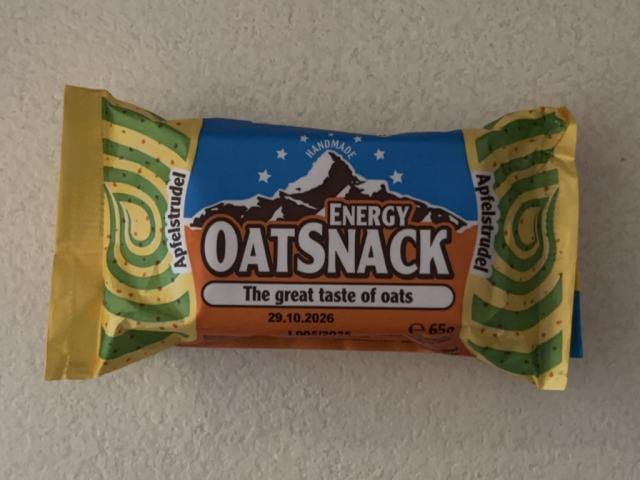 HANDMADE
Apfelstrudel
ENERGY
OATSNACK
Apfelstrudel
The great taste of oats
29.10.2026
℮ 65g